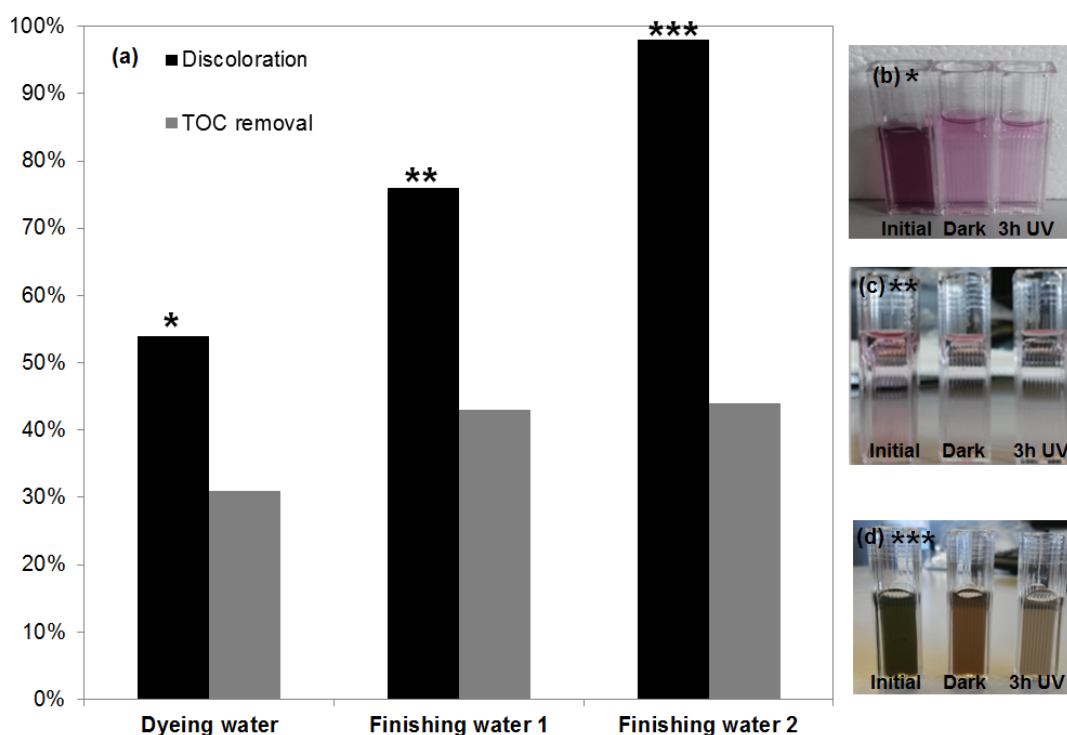 100%
90%
80%
70%
60%
50%
40%
30%
20%
10%
0%
(a)
Discoloration
TOC removal
*
**
***
Dyeing water
Finishing water 1
Finishing water 2
(b) *
Initial Dark 3h UV
(c) **
Initial Dark 3h UV
(d) ***
Initial Dark 3h UV